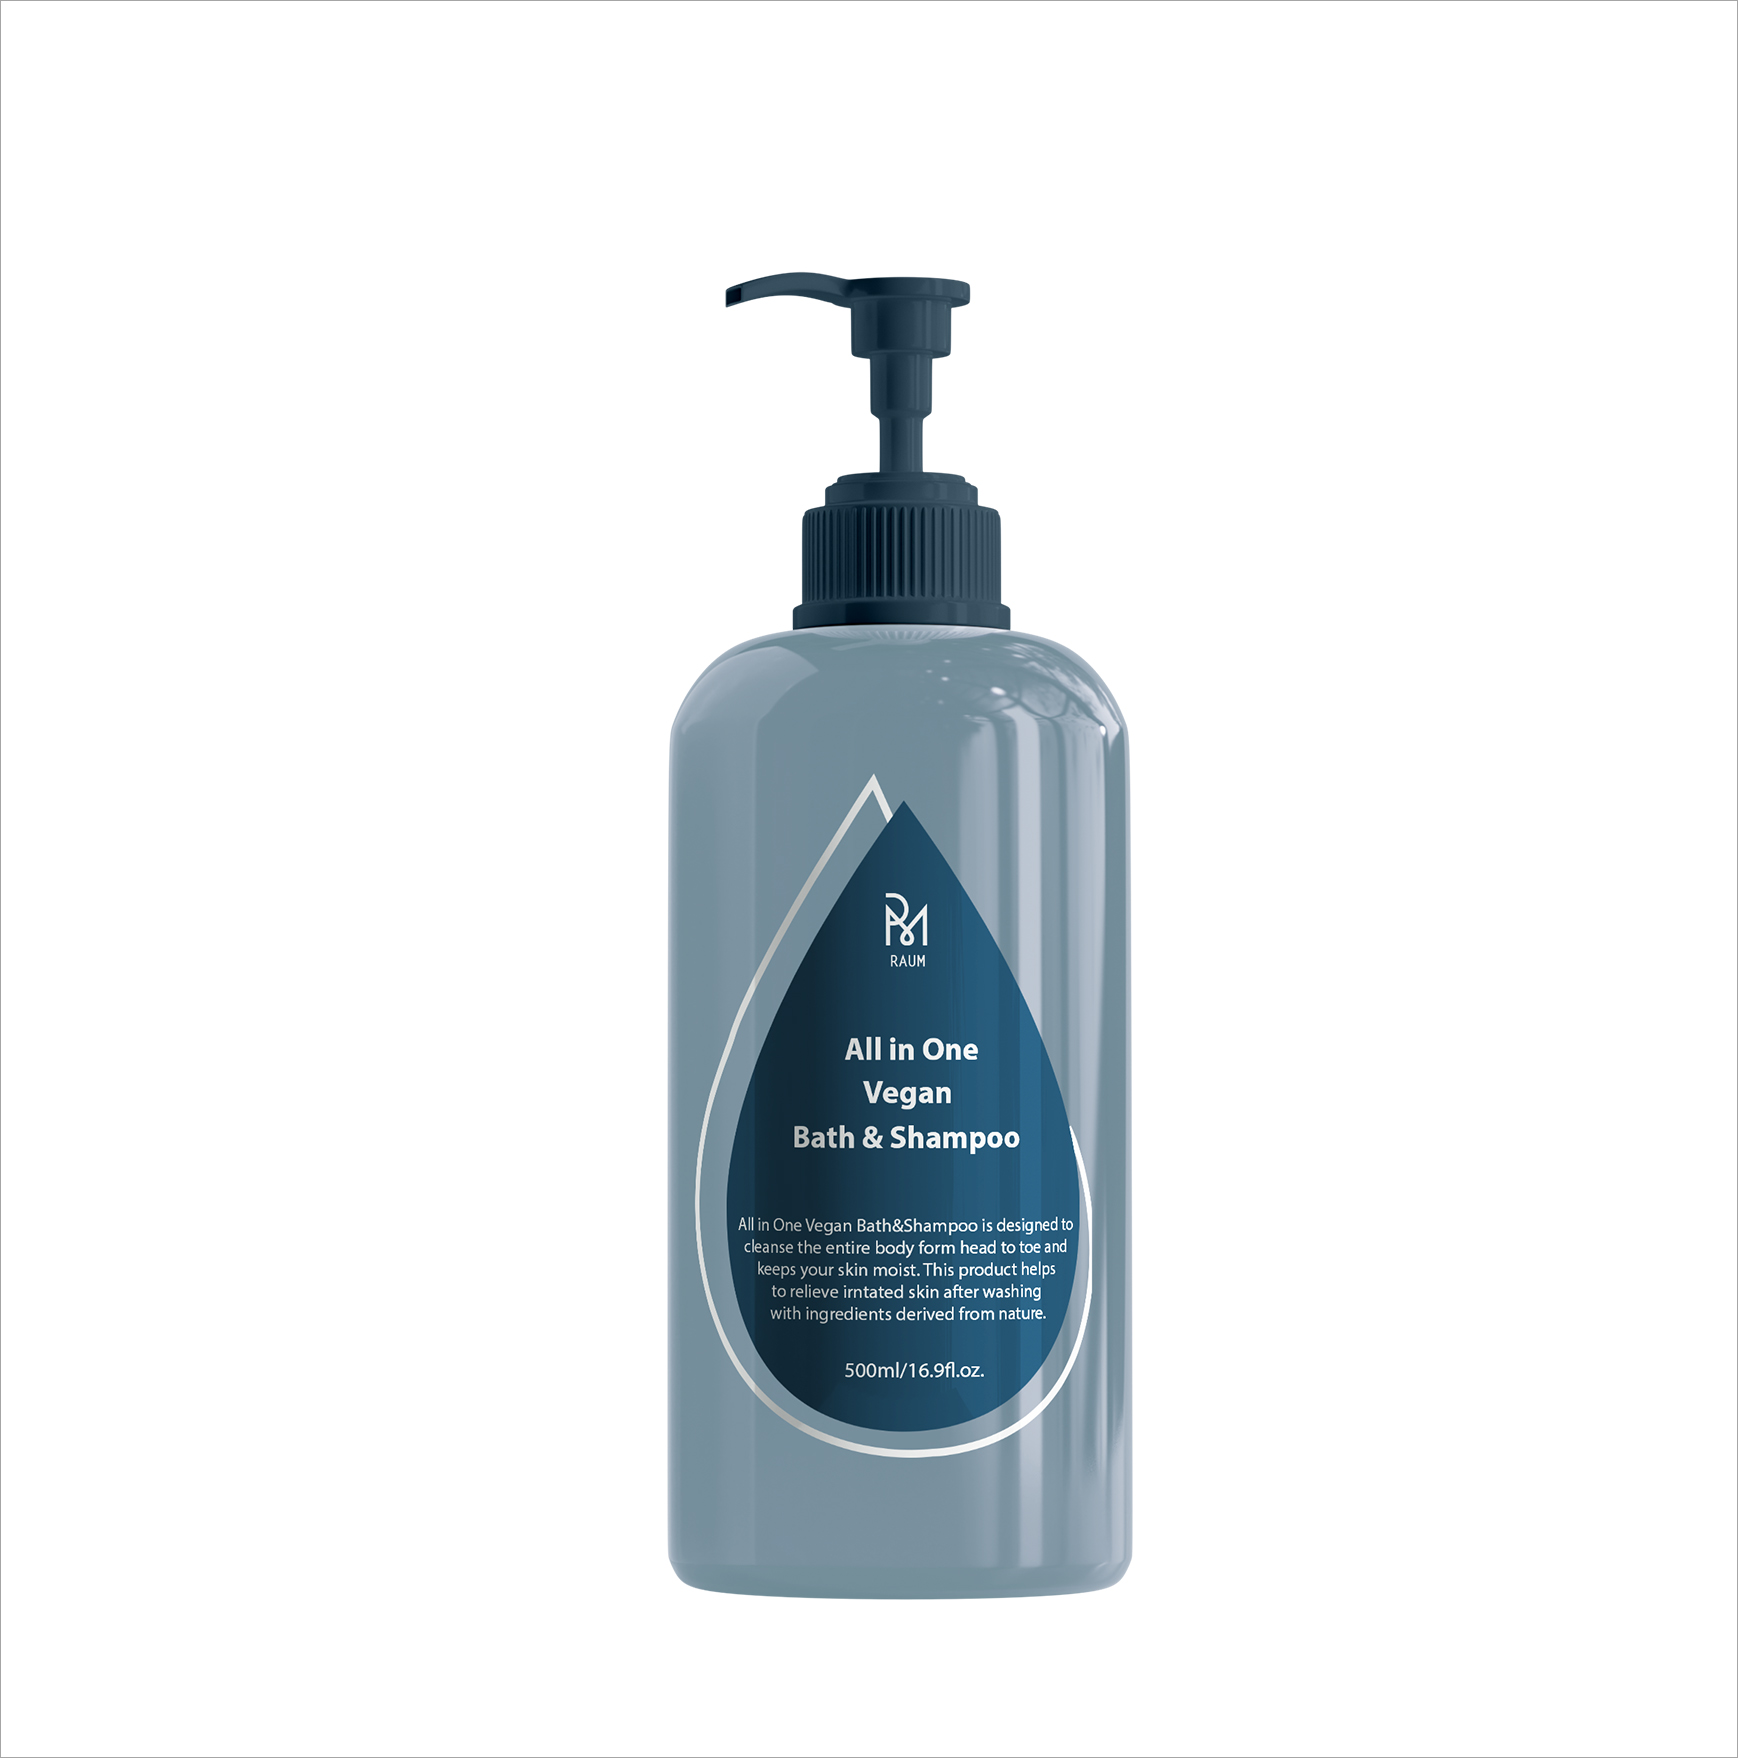 RM
RAUM
All in One
Vegan
Bath & Shampoo
All in One Vegan Bath&Shampoo is designed to
cleanse the entire body form head to toe and
keeps your skin moist. This product helps
to relieve irntated skin after washing
with ingredients derived from nature.
500ml/16.9fl.oz.